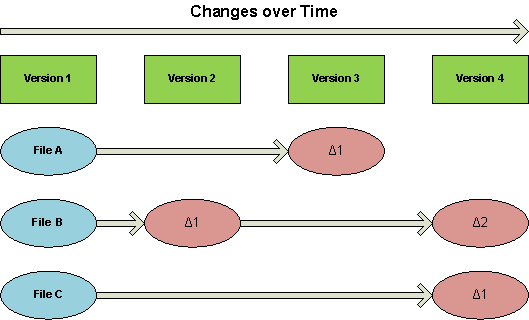 Changes over Time
Version 1 Version 2 Version 3 Version 4
File A Δ1
File B Δ1 Δ2
File C Δ1